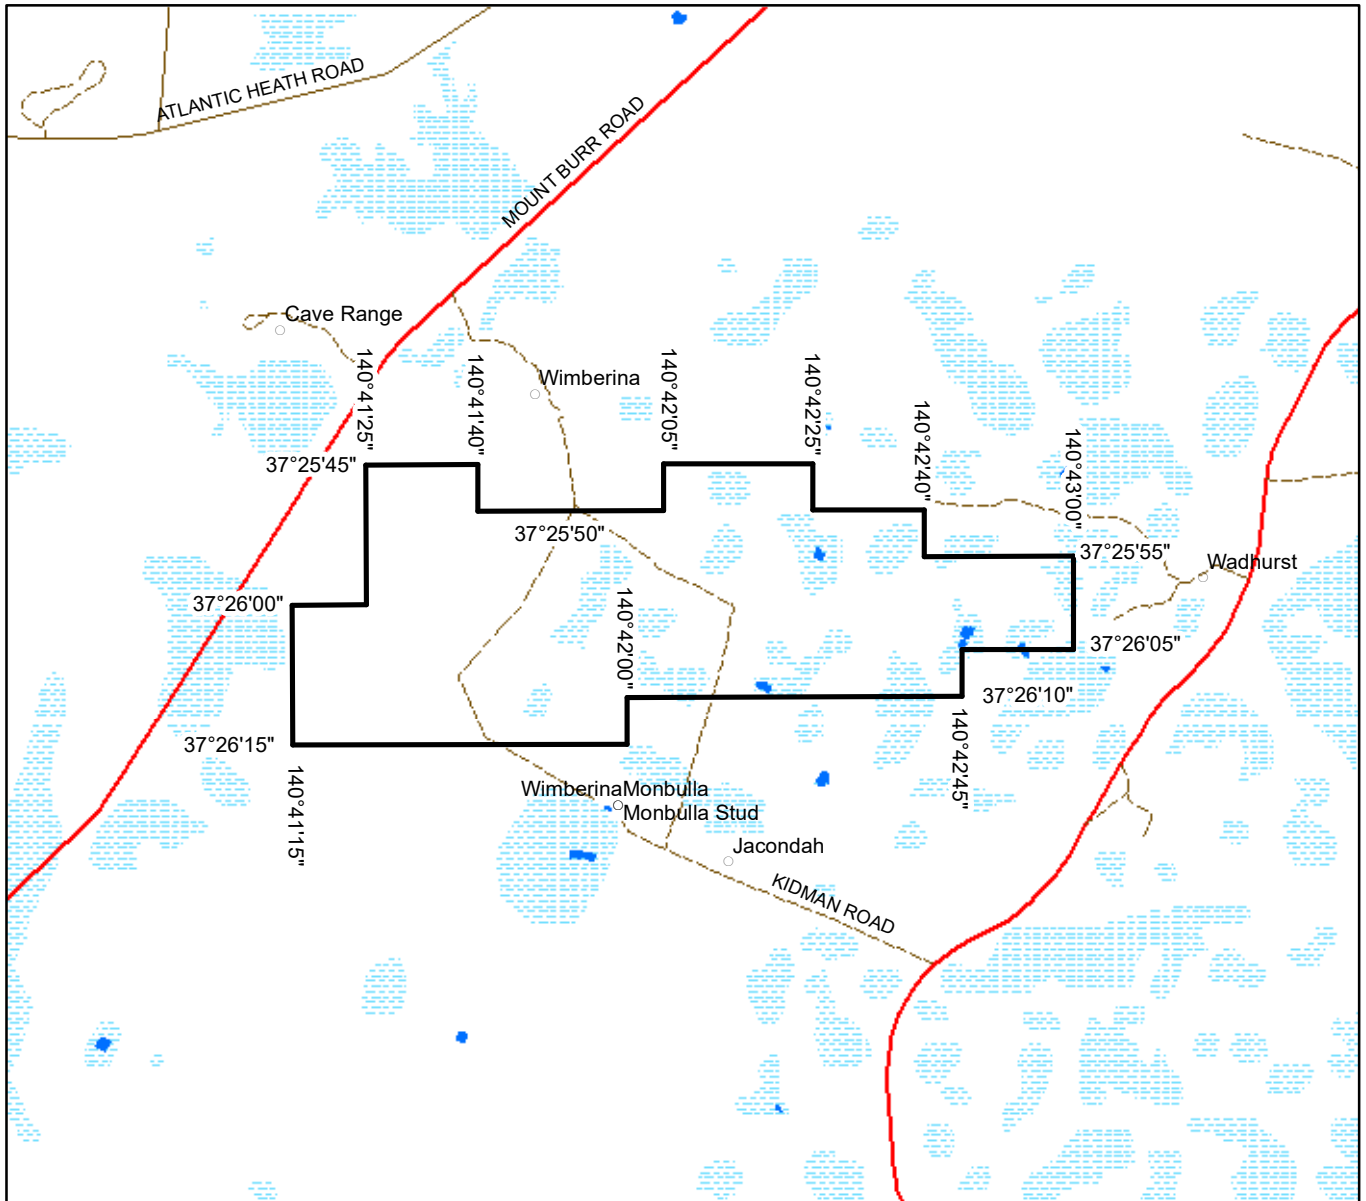 ATLANTIC HEATH ROAD
MOUNT BURR ROAD
Cave Range
Wimberina
140°41'25"
140°41'40"
140°42'05"
140°42'25"
140°42'40"
140°43'00"
37°25'45"
37°25'50"
37°25'55"
Wadhurst
37°26'00"
140°42'00"
37°26'05"
37°26'10"
37°26'15"
140°41'15"
140°42'45"
WimberinaMonbulla
Monbulla Stud
Jacondah
KIDMAN ROAD